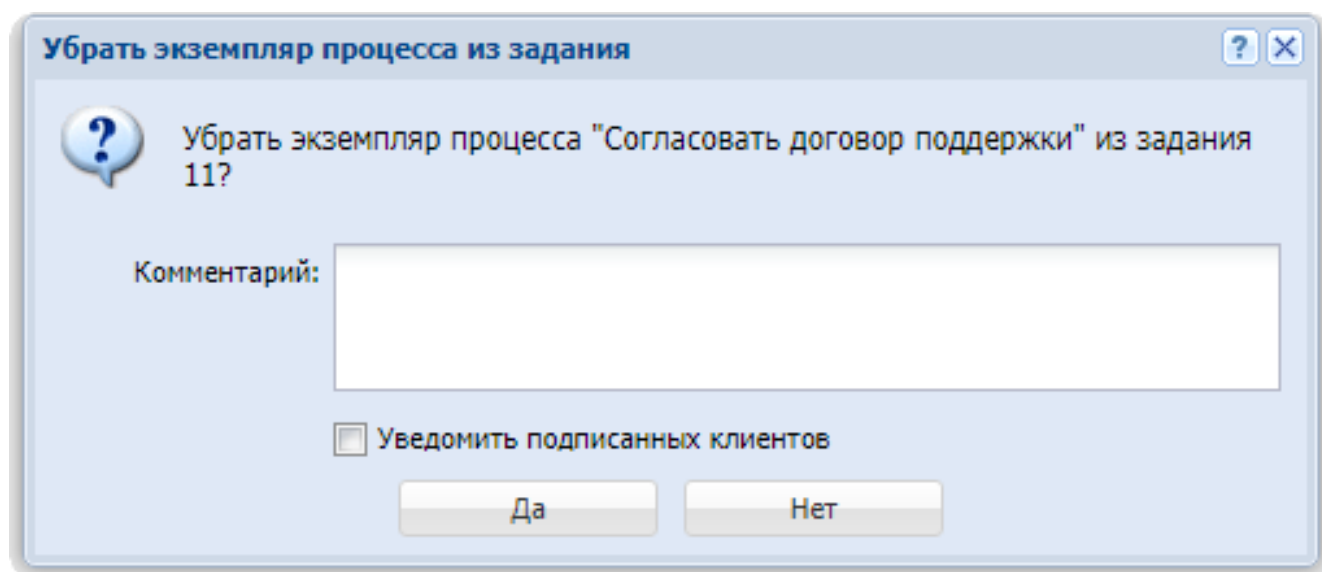 Убрать экземпляр процесса из задания
Убрать экземпляр процесса "Согласовать договор поддержки" из задания
11?
Комментарий:
Уведомить подписанных клиентов
Да Нет